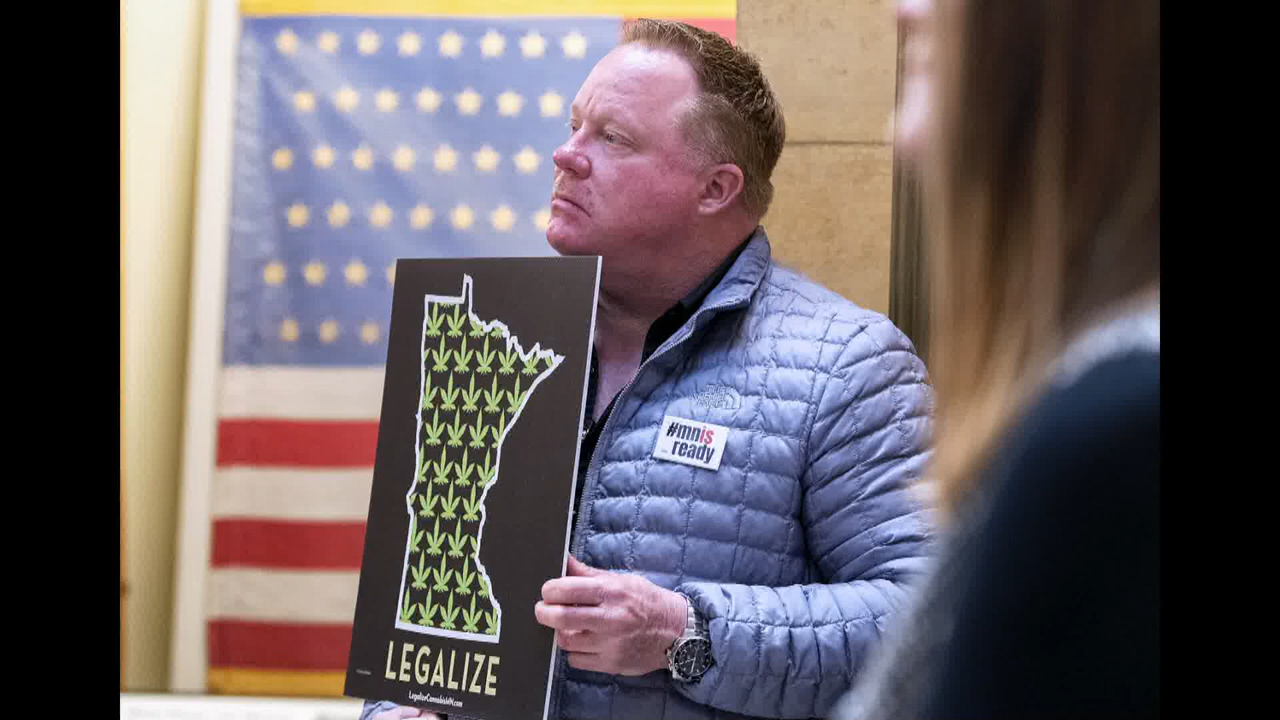 THE
NORTH
FACE
#mnis
ready
LEGALIZE
LegalizeCannabisMN.com